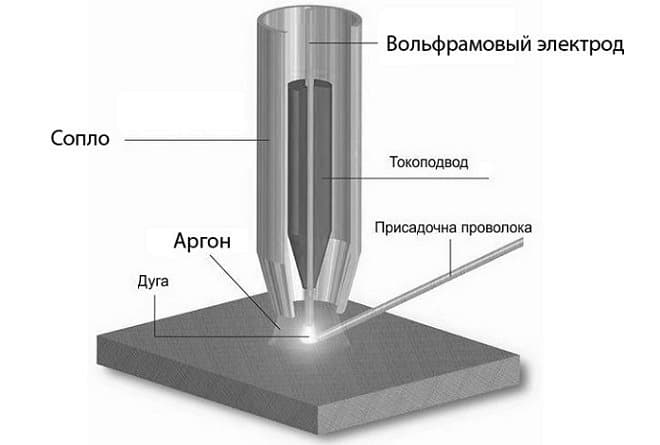 Вольфрамовый электрод
Сопло
Токоподвод
Присадочна проволока
Аргон
Дуга